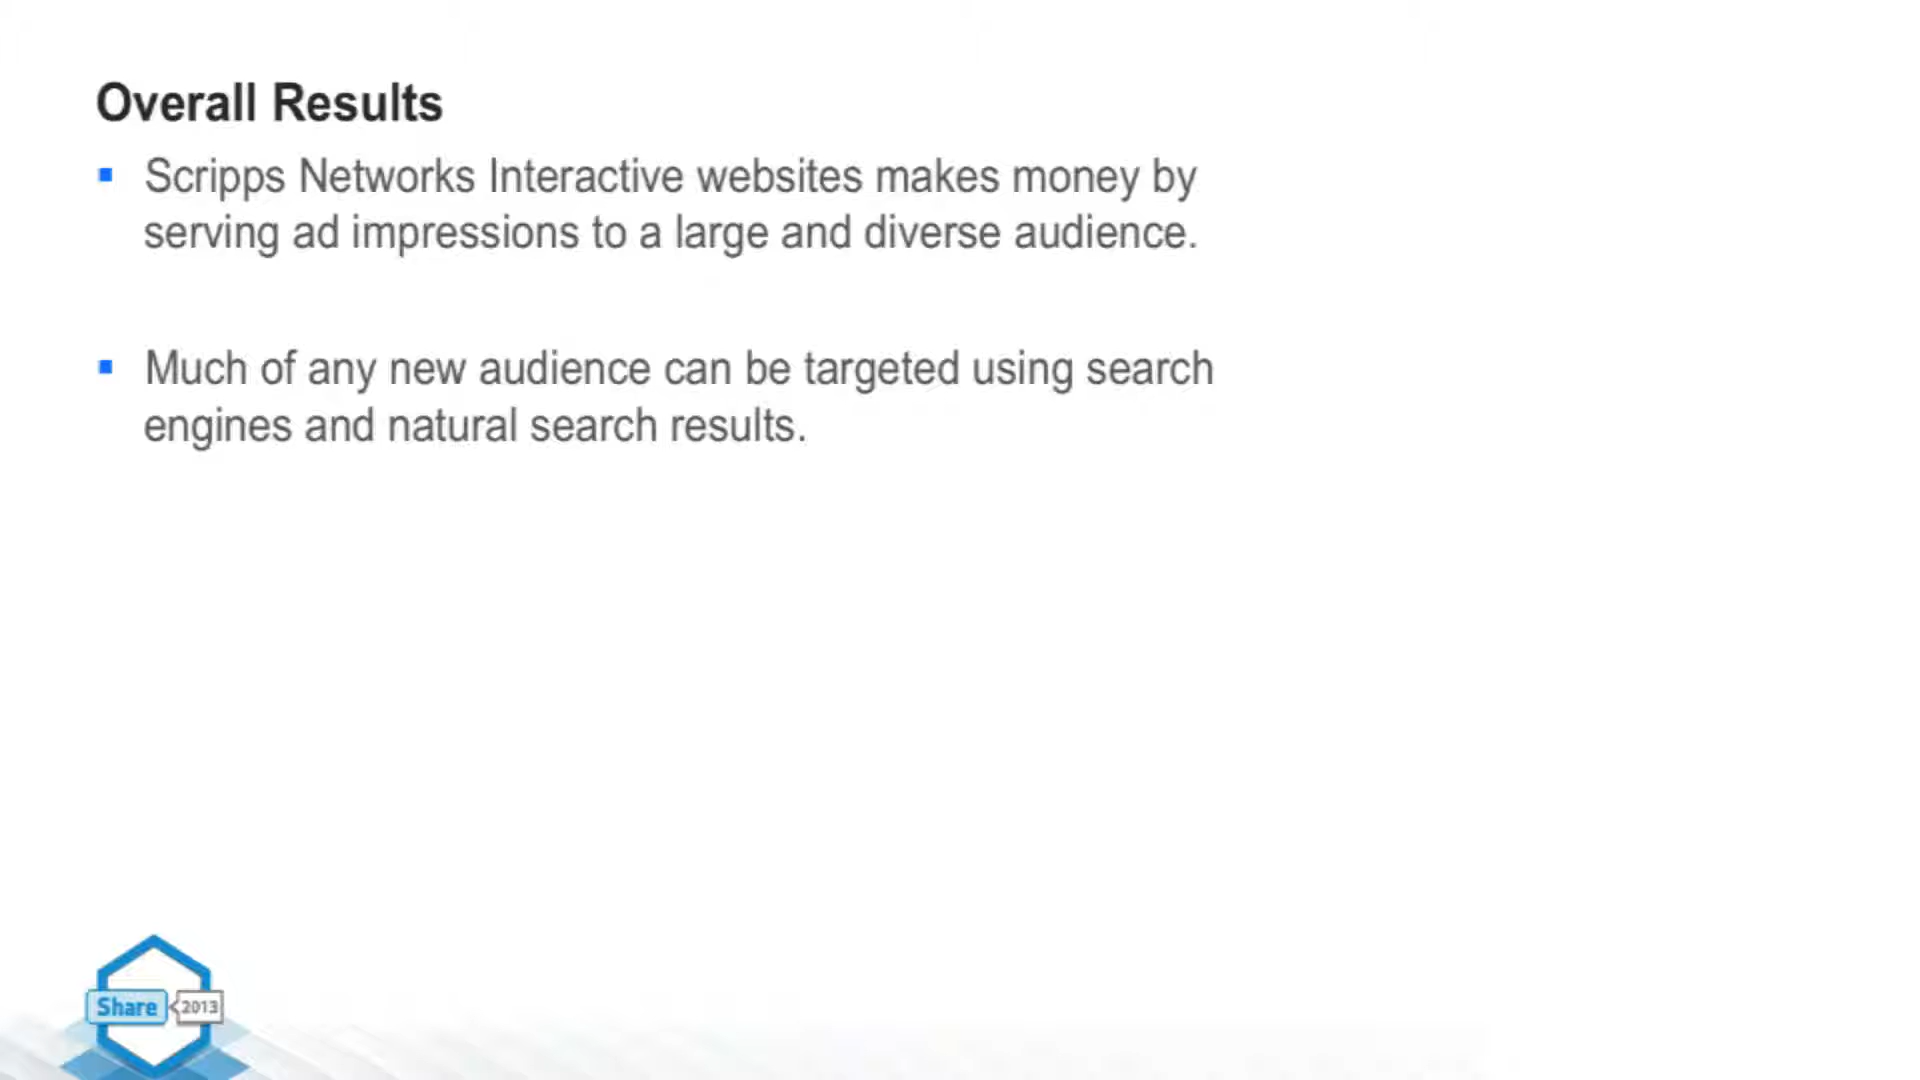 Overall Results
Scripps Networks Interactive websites makes money by
serving ad impressions to a large and diverse audience.
Much of any new audience can be targeted using search
engines and natural search results.
Share 2013